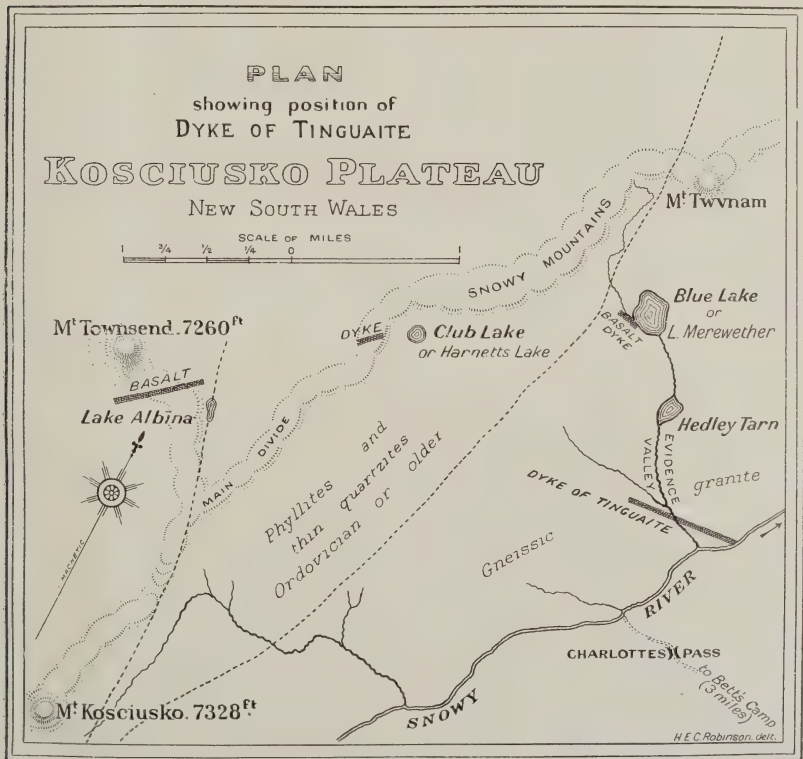 PLAN
showing position of
DYKE OF TINGUAITE
KOSCIUSKO PLATEAU
NEW SOUTH WALES
SCALE OF MILES
1 3/4 1/2 1/4 0 1
Mt Twynam
SNOWY MOUNTAINS
Blue Lake
or
L. Merewether
BASALT
DYKE
Mt Townsend. 7260ft
DYKE
Club Lake
or Harnetts Lake
BASALT
Lake Albina
Hedley Tarn
MAIN DIVIDE
EVIDENCE
VALLEY
Phyllites and
thin quartzites
Ordovician or older
granite
DYKE OF TINGUAITE
Gneissic
MAGNETIC
SNOWY RIVER
CHARLOTTES PASS
to Bett's Camp
(3 miles)
Mt Kosciusko. 7328ft
H.E.C. Robinson. delt.